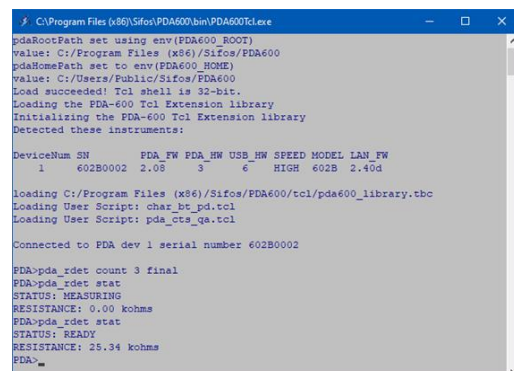 C:\Program Files (x86)\Sifos\PDA600\bin\PDA600Tcl.exe
pdaRootPath set using env(PDA600_ROOT)
value: C:/Program Files (x86)/Sifos/PDA600
pdaHomePath set to env(PDA600_HOME)
value: C:/Users/Public/Sifos/PDA600
Load succeeded! Tcl shell is 32-bit.
Loading the PDA-600 Tcl Extension library
Initializing the PDA-600 Tcl Extension library
Detected these instruments:
DeviceNum SN PDA_FW PDA_HW USB_HW SPEED MODEL LAN_FW
1 602B0002 2.08 3 6 HIGH 602B 2.40d
loading C:/Program Files (x86)/Sifos/PDA600/tcl/pda600_library.tbc
Loading User Script: char_bt_pd.tcl
Loading User Script: pda_cts_qa.tcl
Connected to PDA dev 1 serial number 602B0002
PDA>pda_rdet count 3 final
PDA>pda_rdet stat
STATUS: MEASURING
RESISTANCE: 0.00 kohms
PDA>pda_rdet stat
STATUS: READY
RESISTANCE: 25.34 kohms
PDA>